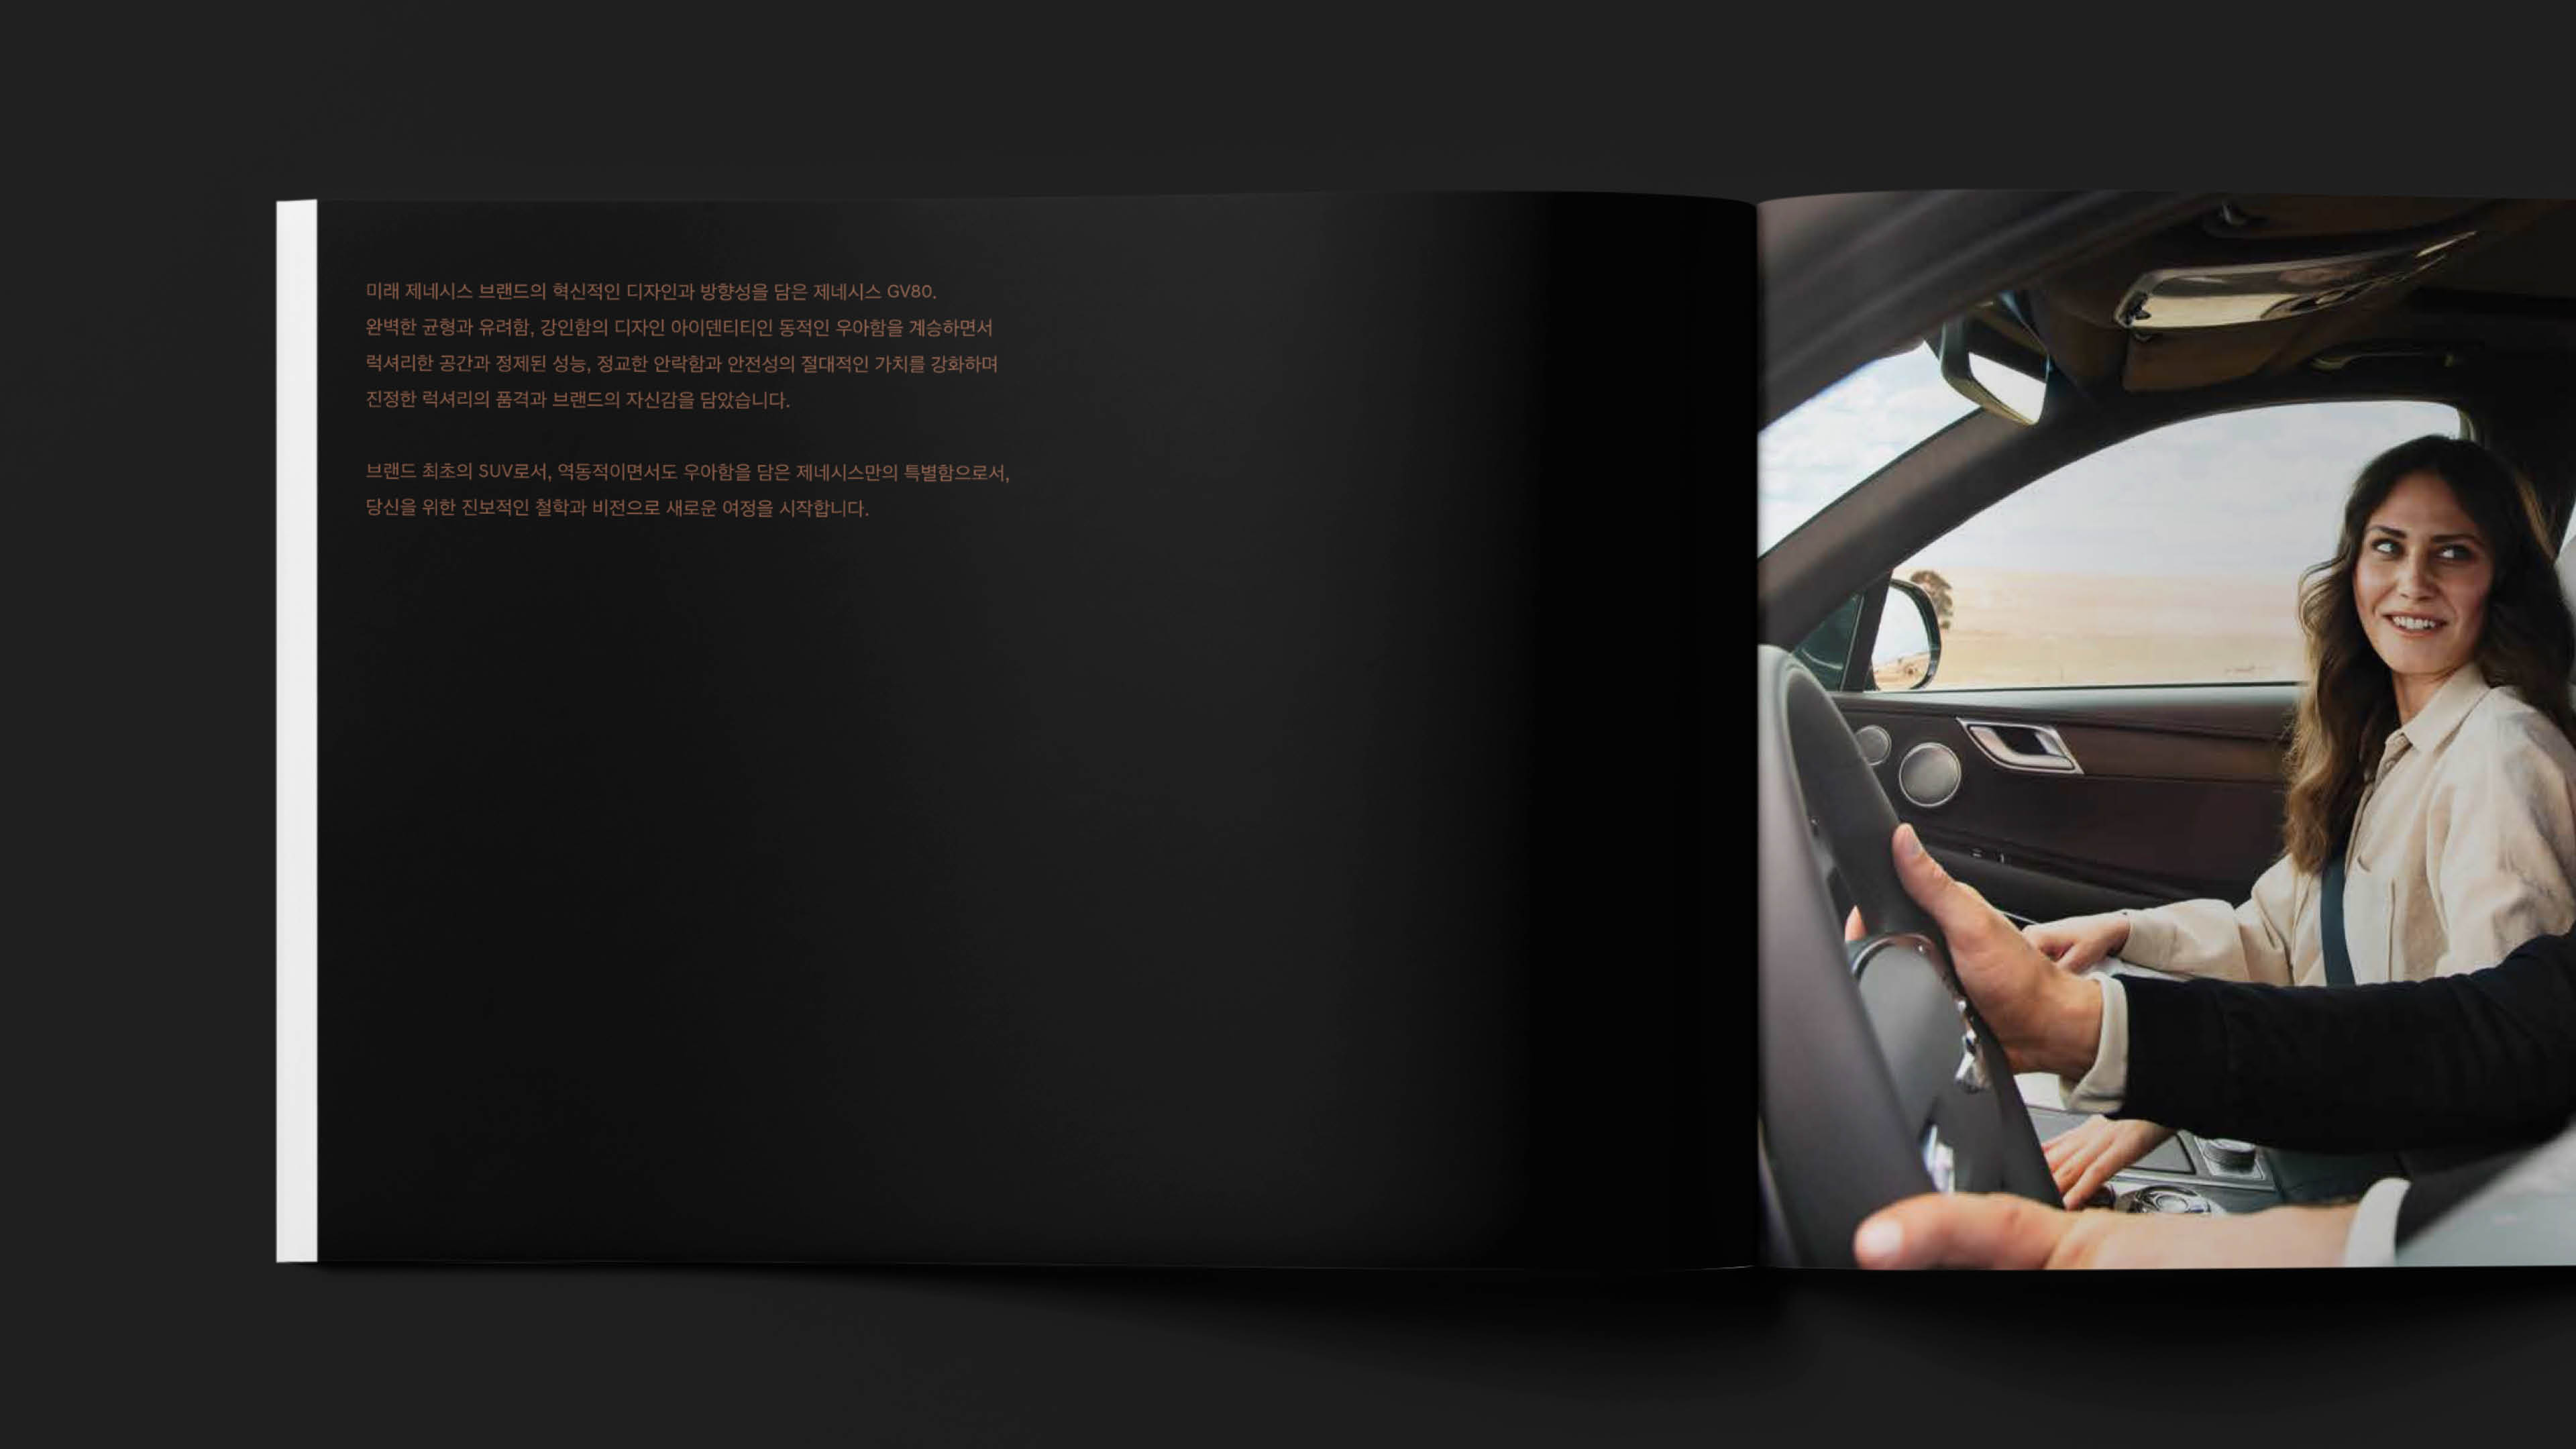 미래 제네시스 브랜드의 혁신적인 디자인과 방향성을 담은 제네시스 GV80.
완벽한 균형과 유려함, 강인함의 디자인 아이덴티티인 동적인 우아함을 계승하면서
럭셔리한 공간과 정제된 성능, 정교한 안락함과 안전성의 절대적인 가치를 강화하며
진정한 럭셔리의 품격과 브랜드의 자신감을 담았습니다.
브랜드 최초의 SUV로서, 역동적이면서도 우아함을 담은 제네시스만의 특별함으로서,
당신을 위한 진보적인 철학과 비전으로 새로운 여정을 시작합니다.